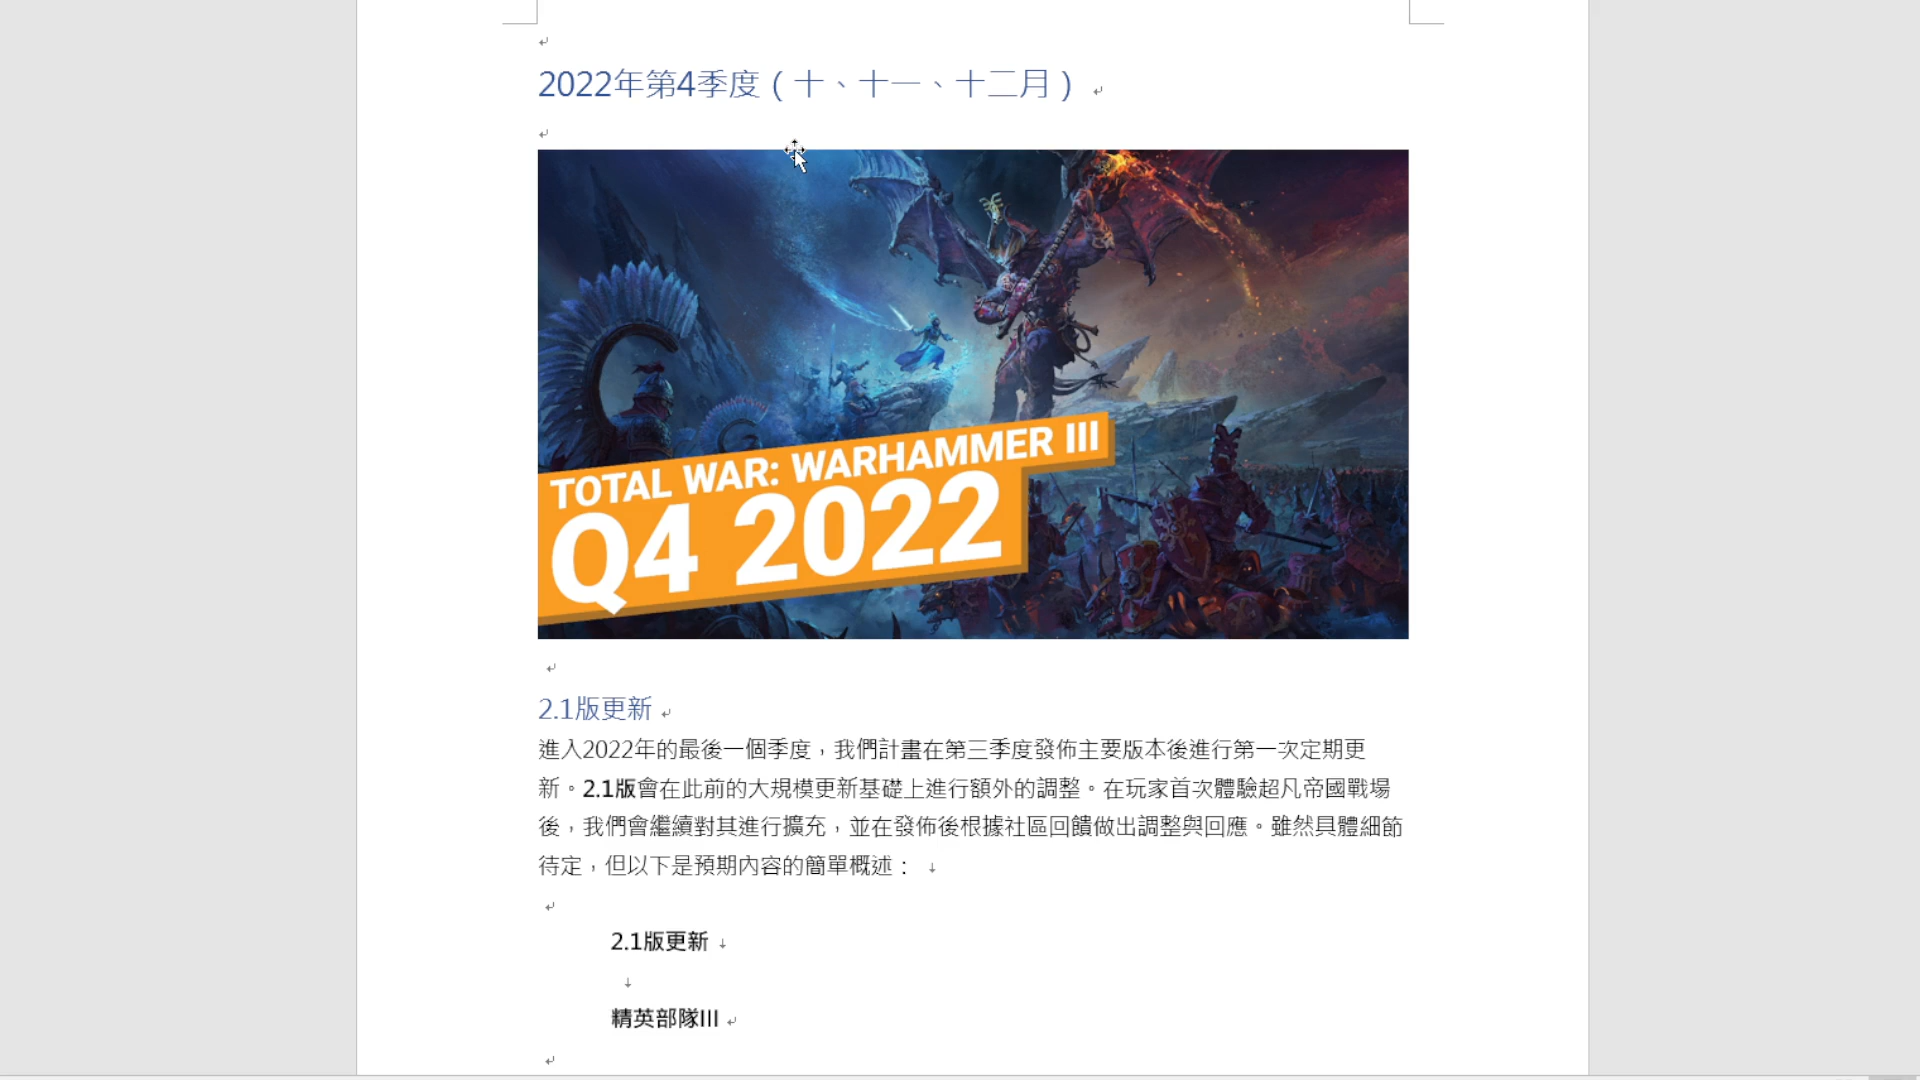 2022年第4季度（十、十一、十二月）
TOTAL WAR: WARHAMMER III
Q4 2022
2.1版更新
進入2022年的最後一個季度，我們計畫在第三季度發佈主要版本後進行第一次定期更
新。2.1版會在此前的大規模更新基礎上進行額外的調整。在玩家首次體驗超凡帝國戰場
後，我們會繼續對其進行擴充，並在發佈後根據社區回饋做出調整與回應。雖然具體細節
待定，但以下是預期內容的簡單概述：
2.1版更新
精英部隊III